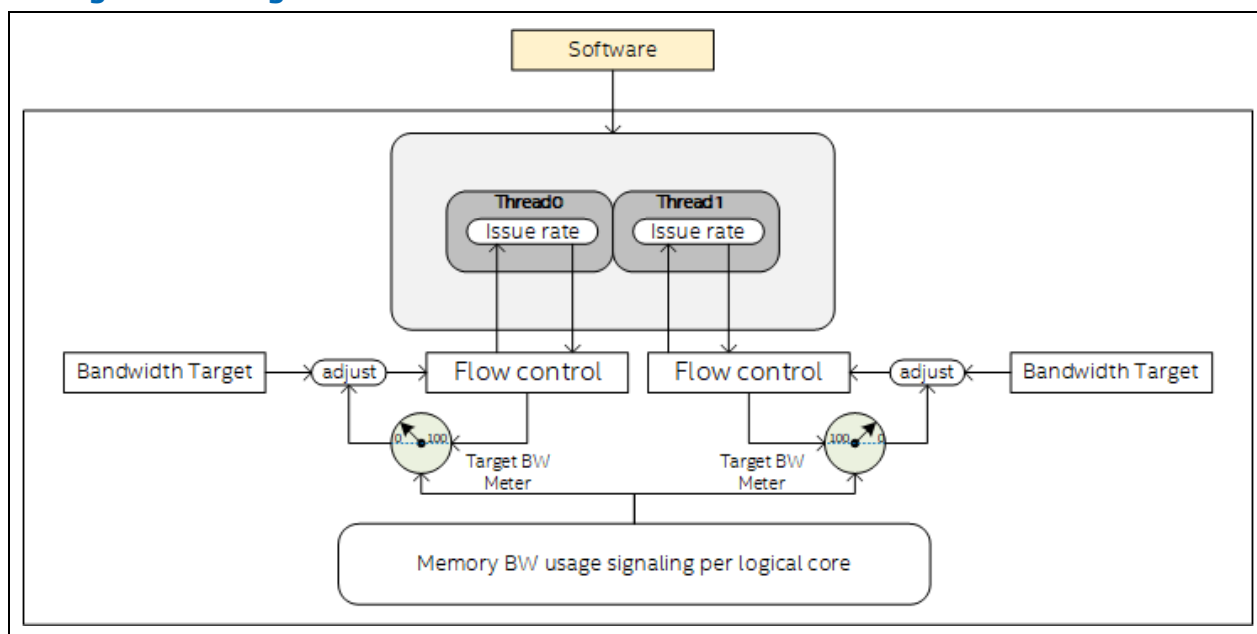 Software
Thread0
Thread1
Issue rate
Issue rate
Bandwidth Target
adjust
Flow control
Flow control
adjust
Bandwidth Target
0
100
100
0
Target BW
Meter
Target BW
Meter
Memory BW usage signaling per logical core